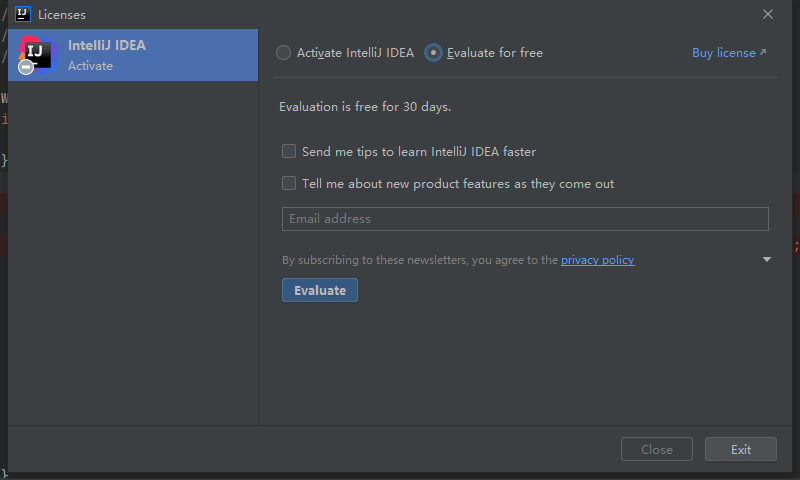 Licenses
IJ
IntelliJ IDEA
Activate
Activate IntelliJ IDEA
Evaluate for free
Buy license
Evaluation is free for 30 days.
Send me tips to learn IntelliJ IDEA faster
Tell me about new product features as they come out
Email address
By subscribing to these newsletters, you agree to the privacy policy
Evaluate
Close
Exit